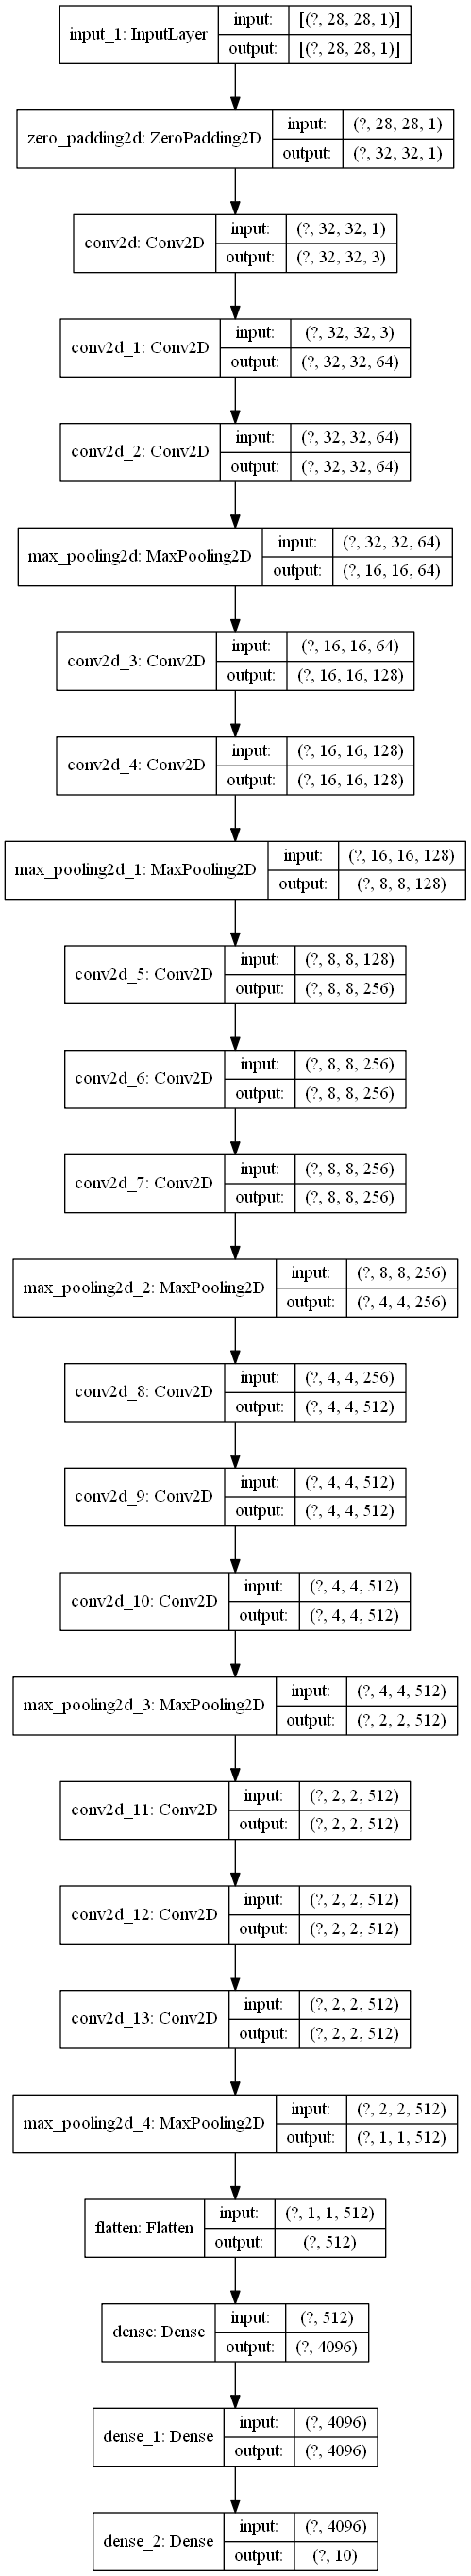 input_1: InputLayer
input: [(?, 28, 28, 1)]
output: [(?, 28, 28, 1)]
zero_padding2d: ZeroPadding2D
input: (?, 28, 28, 1)
output: (?, 32, 32, 1)
conv2d: Conv2D
input: (?, 32, 32, 1)
output: (?, 32, 32, 3)
conv2d_1: Conv2D
input: (?, 32, 32, 3)
output: (?, 32, 32, 64)
conv2d_2: Conv2D
input: (?, 32, 32, 64)
output: (?, 32, 32, 64)
max_pooling2d: MaxPooling2D
input: (?, 32, 32, 64)
output: (?, 16, 16, 64)
conv2d_3: Conv2D
input: (?, 16, 16, 64)
output: (?, 16, 16, 128)
conv2d_4: Conv2D
input: (?, 16, 16, 128)
output: (?, 16, 16, 128)
max_pooling2d_1: MaxPooling2D
input: (?, 16, 16, 128)
output: (?, 8, 8, 128)
conv2d_5: Conv2D
input: (?, 8, 8, 128)
output: (?, 8, 8, 256)
conv2d_6: Conv2D
input: (?, 8, 8, 256)
output: (?, 8, 8, 256)
conv2d_7: Conv2D
input: (?, 8, 8, 256)
output: (?, 8, 8, 256)
max_pooling2d_2: MaxPooling2D
input: (?, 8, 8, 256)
output: (?, 4, 4, 256)
conv2d_8: Conv2D
input: (?, 4, 4, 256)
output: (?, 4, 4, 512)
conv2d_9: Conv2D
input: (?, 4, 4, 512)
output: (?, 4, 4, 512)
conv2d_10: Conv2D
input: (?, 4, 4, 512)
output: (?, 4, 4, 512)
max_pooling2d_3: MaxPooling2D
input: (?, 4, 4, 512)
output: (?, 2, 2, 512)
conv2d_11: Conv2D
input: (?, 2, 2, 512)
output: (?, 2, 2, 512)
conv2d_12: Conv2D
input: (?, 2, 2, 512)
output: (?, 2, 2, 512)
conv2d_13: Conv2D
input: (?, 2, 2, 512)
output: (?, 2, 2, 512)
max_pooling2d_4: MaxPooling2D
input: (?, 2, 2, 512)
output: (?, 1, 1, 512)
flatten: Flatten
input: (?, 1, 1, 512)
output: (?, 512)
dense: Dense
input: (?, 512)
output: (?, 4096)
dense_1: Dense
input: (?, 4096)
output: (?, 4096)
dense_2: Dense
input: (?, 4096)
output: (?, 10)